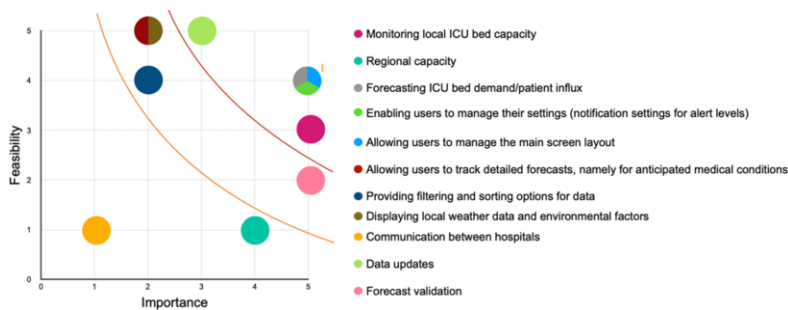 5
4
3
2
1
0
Feasibility
0 1 2 3 4 5
Importance
Monitoring local ICU bed capacity
Regional capacity
Forecasting ICU bed demand/patient influx
Enabling users to manage their settings (notification settings for alert levels)
Allowing users to manage the main screen layout
Allowing users to track detailed forecasts, namely for anticipated medical conditions
Providing filtering and sorting options for data
Displaying local weather data and environmental factors
Communication between hospitals
Data updates
Forecast validation